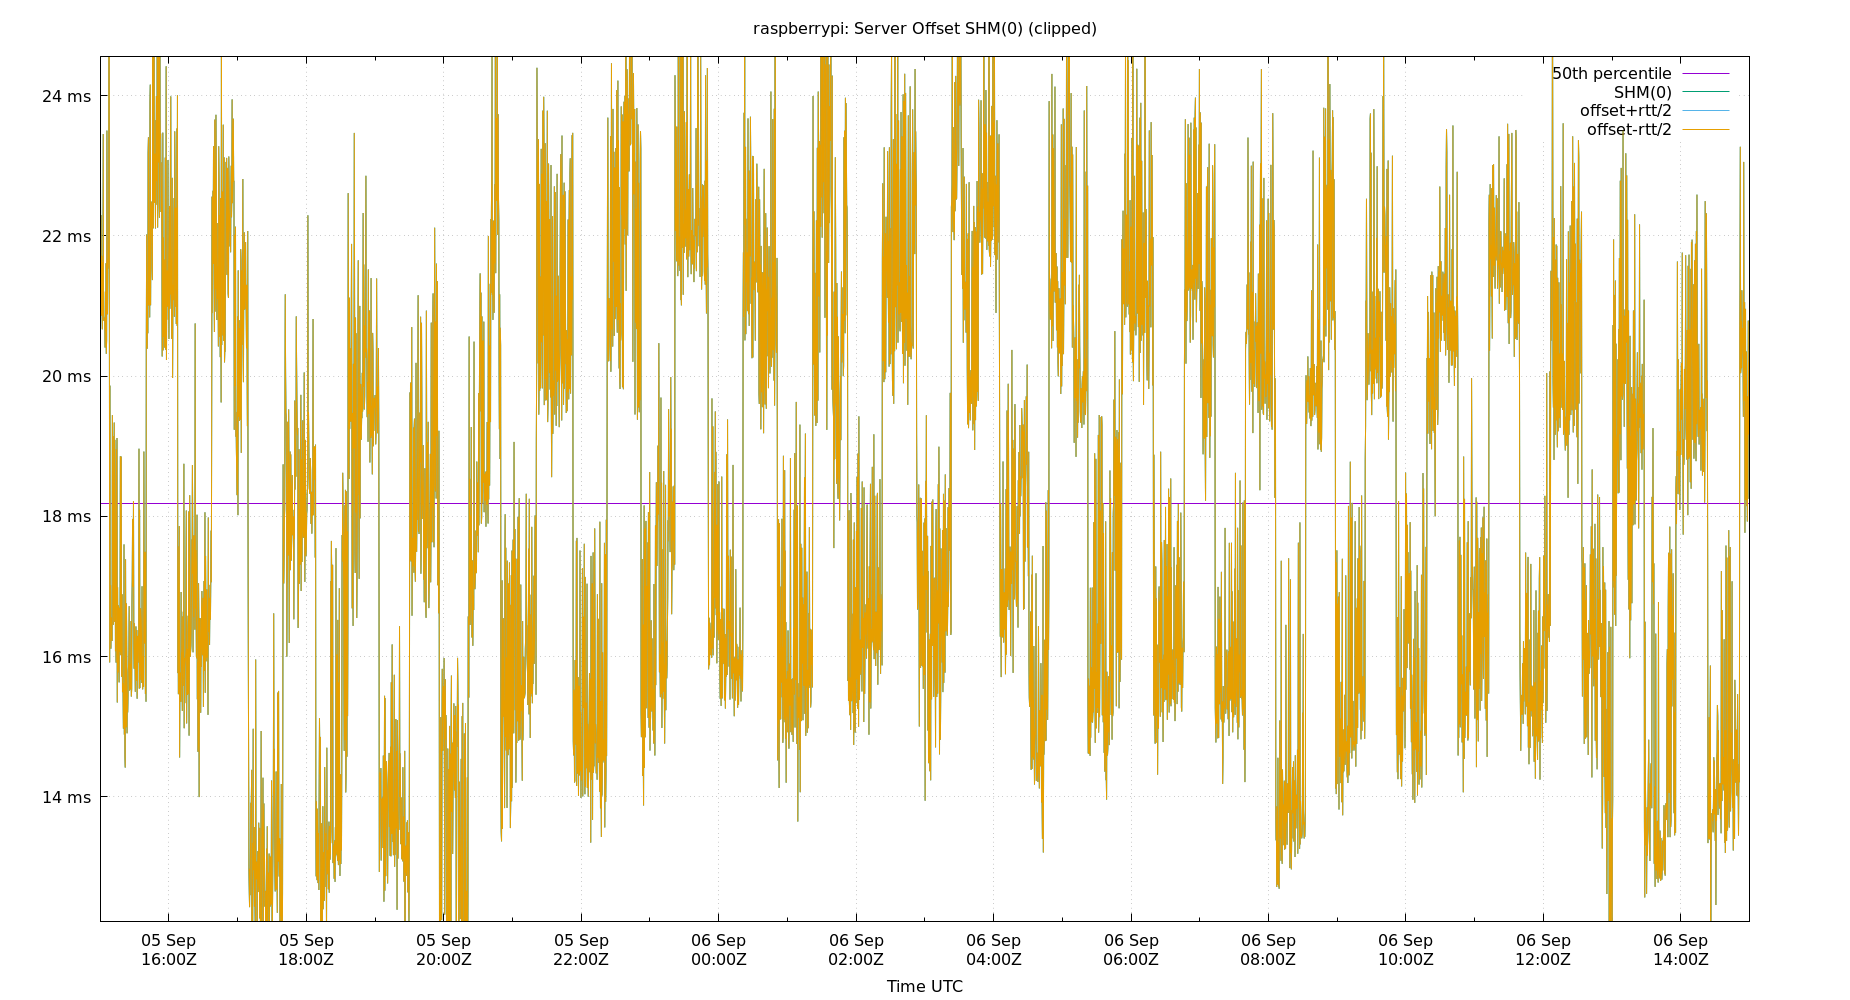 raspberrypi: Server Offset SHM(0) (clipped)
50th percentile
SHM(0)
offset+rtt/2
offset-rtt/2
24 ms
22 ms
20 ms
18 ms
16 ms
14 ms
05 Sep 05 Sep 05 Sep 05 Sep 06 Sep 06 Sep 06 Sep 06 Sep 06 Sep 06 Sep 06 Sep 06 Sep
16:00Z 18:00Z 20:00Z 22:00Z 00:00Z 02:00Z 04:00Z 06:00Z 08:00Z 10:00Z 12:00Z 14:00Z
Time UTC